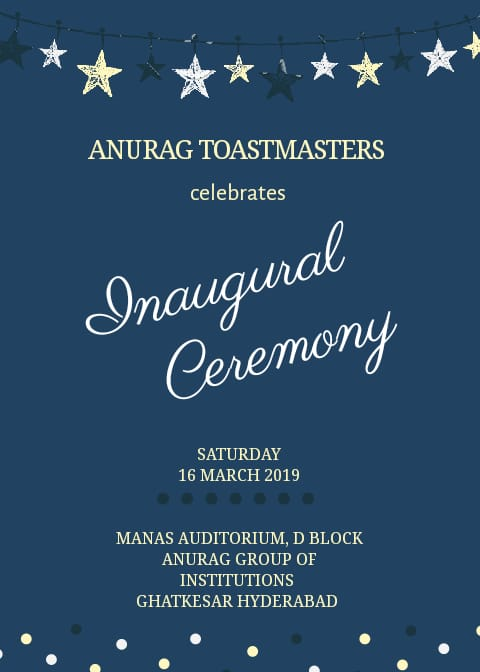 ANURAG TOASTMASTERS
celebrates
Inaugural
Ceremony
SATURDAY
16 MARCH 2019
MANAS AUDITORIUM, D BLOCK
ANURAG GROUP OF
INSTITUTIONS
GHATKESAR HYDERABAD